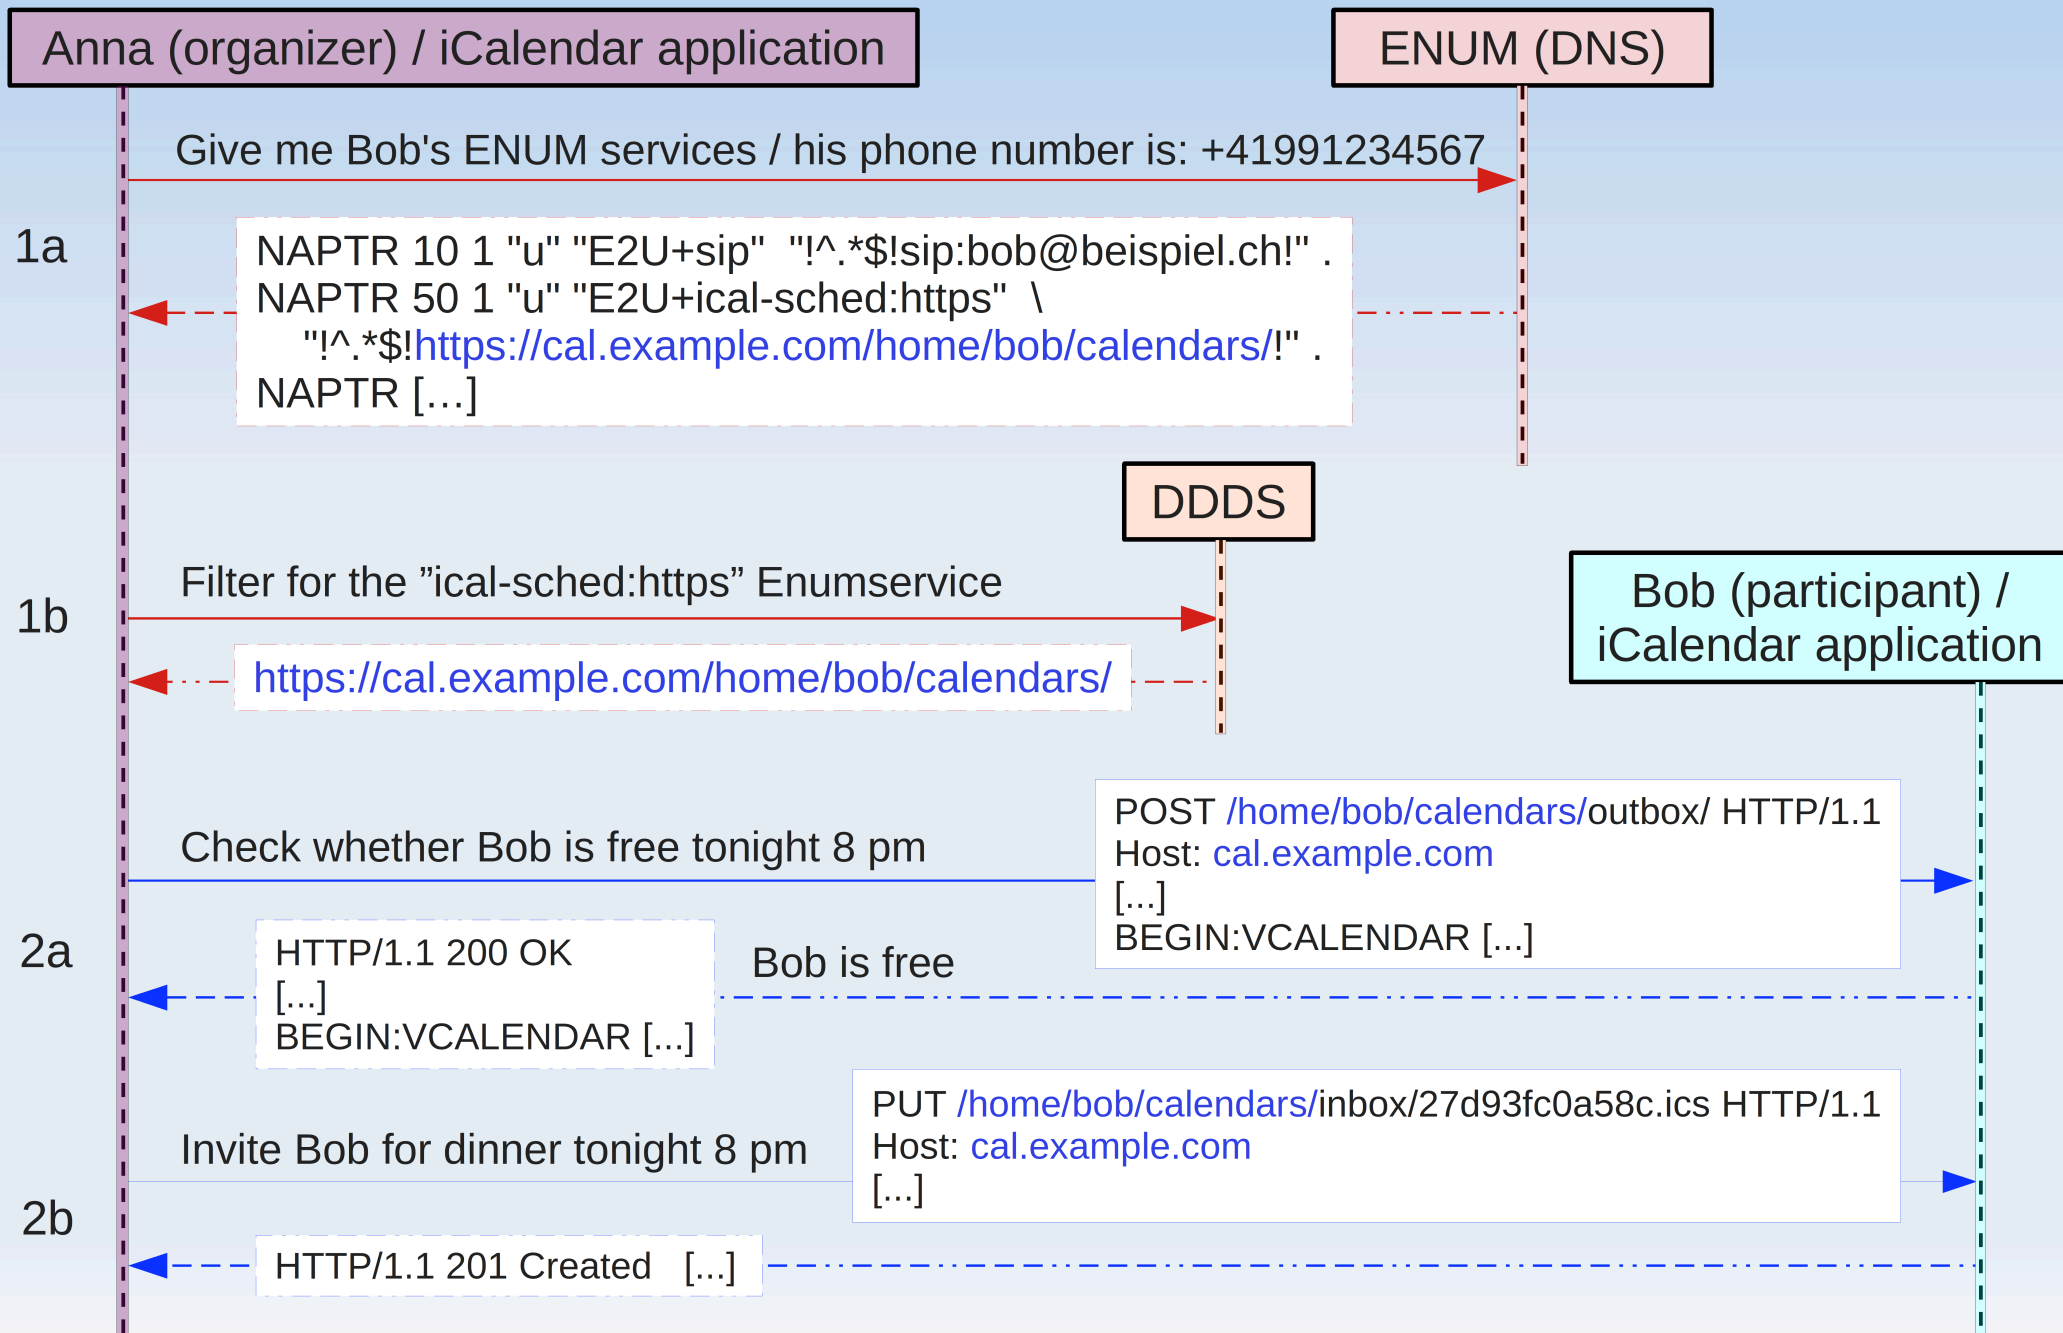 Anna (organizer) / iCalendar application
ENUM (DNS)
Give me Bob's ENUM services / his phone number is: +41991234567
1a
NAPTR 10 1 "u" "E2U+sip"  "!^.*$!sip:bob@beispiel.ch!" .
NAPTR 50 1 "u" "E2U+ical-sched:https"  \
"!^.*$!https://cal.example.com/home/bob/calendars/!" .
NAPTR […]
DDDS
Filter for the ”ical-sched:https” Enumservice
1b
https://cal.example.com/home/bob/calendars/
Bob (participant) /
iCalendar application
Check whether Bob is free tonight 8 pm
POST /home/bob/calendars/outbox/ HTTP/1.1
Host: cal.example.com
[...]
BEGIN:VCALENDAR [...]
2a
HTTP/1.1 200 OK
[...]
BEGIN:VCALENDAR [...]
Bob is free
Invite Bob for dinner tonight 8 pm
PUT /home/bob/calendars/inbox/27d93fc0a58c.ics HTTP/1.1
Host: cal.example.com
[...]
2b
HTTP/1.1 201 Created   [...]